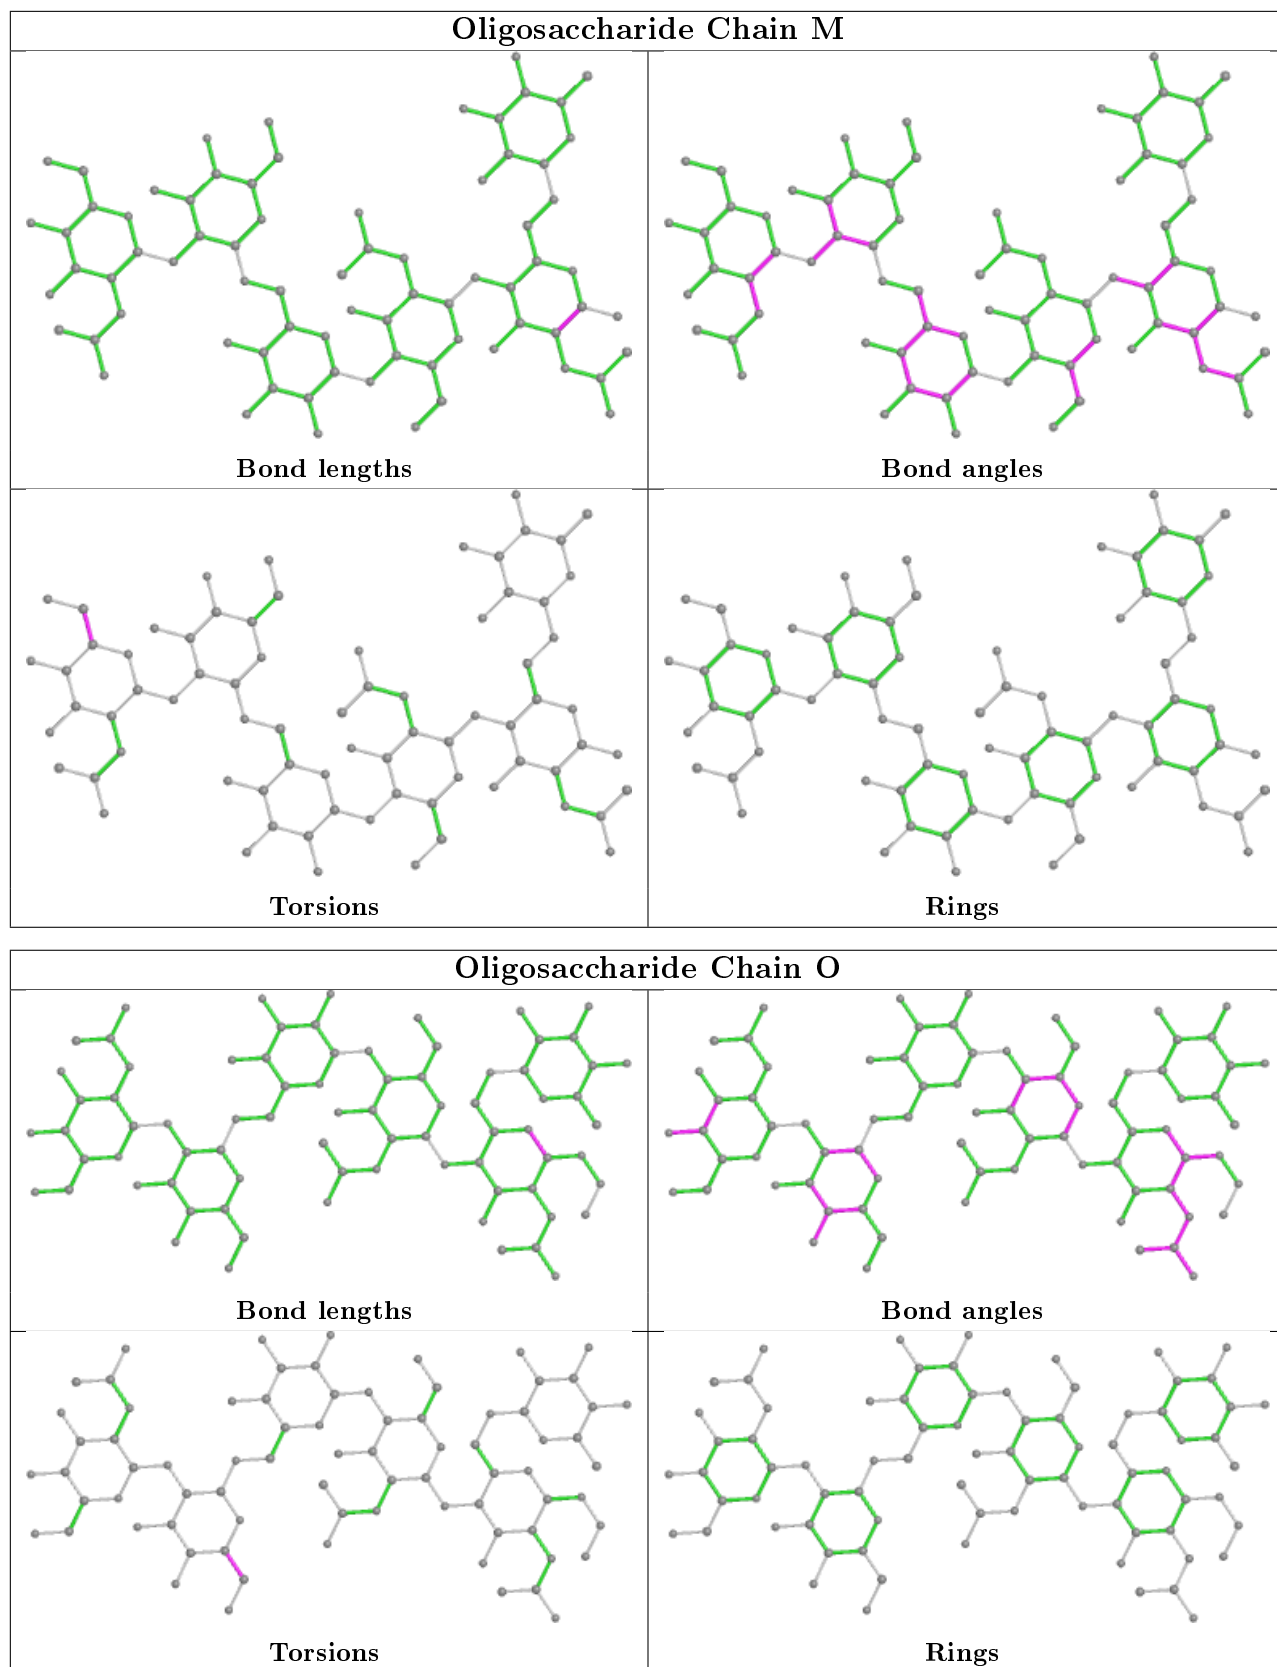 Oligosaccharide Chain M
Bond lengths
Bond angles
Torsions
Rings
Oligosaccharide Chain O
Bond lengths
Bond angles
Torsions
Rings